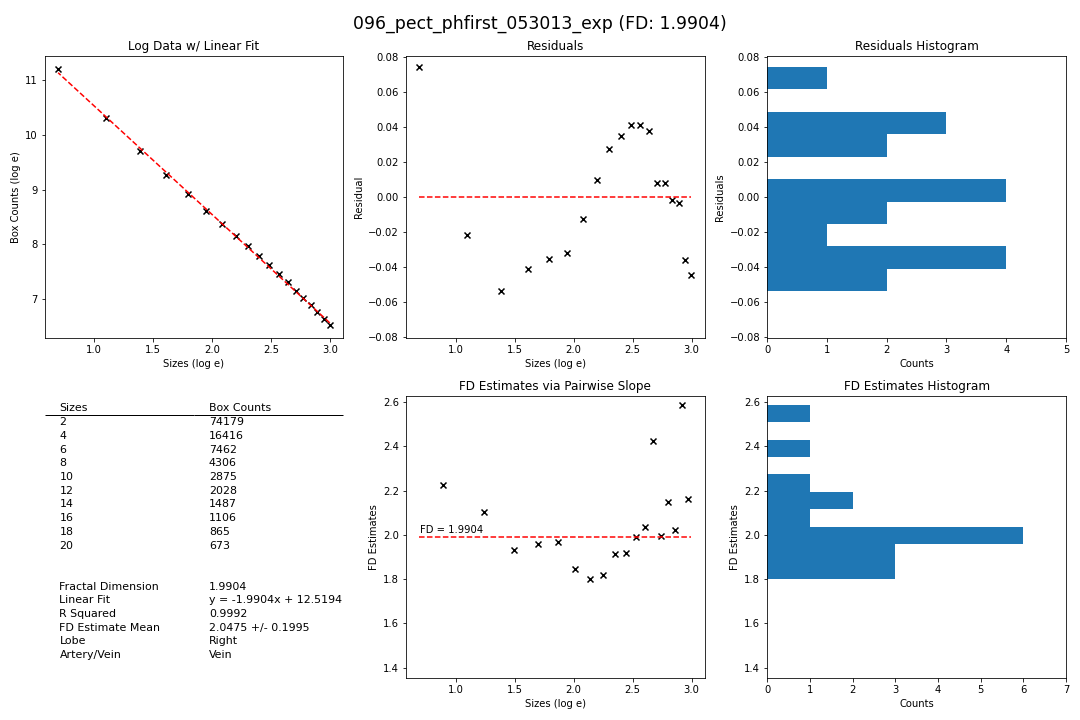 096_pect_phfirst_053013_exp (FD: 1.9904)
Log Data w/ Linear Fit
11
10
9
8
7
Box Counts (log e)
1.0 1.5 2.0 2.5 3.0
Sizes (log e)
Residuals
0.08
0.06
0.04
0.02
0.00
−0.02
−0.04
−0.06
−0.08
Residual
1.0 1.5 2.0 2.5 3.0
Sizes (log e)
Residuals Histogram
0.08
0.06
0.04
0.02
0.00
−0.02
−0.04
−0.06
−0.08
Residuals
0 1 2 3 4 5
Counts
Sizes Box Counts
2 74179
4 16416
6 7462
8 4306
10 2875
12 2028
14 1487
16 1106
18 865
20 673
Fractal Dimension 1.9904
Linear Fit y = -1.9904x + 12.5194
R Squared 0.9992
FD Estimate Mean 2.0475 +/- 0.1995
Lobe Right
Artery/Vein Vein
FD Estimates via Pairwise Slope
2.6
2.4
2.2
2.0
1.8
1.6
1.4
FD Estimates
FD = 1.9904
1.0 1.5 2.0 2.5 3.0
Sizes (log e)
FD Estimates Histogram
2.6
2.4
2.2
2.0
1.8
1.6
1.4
FD Estimates
0 1 2 3 4 5 6 7
Counts